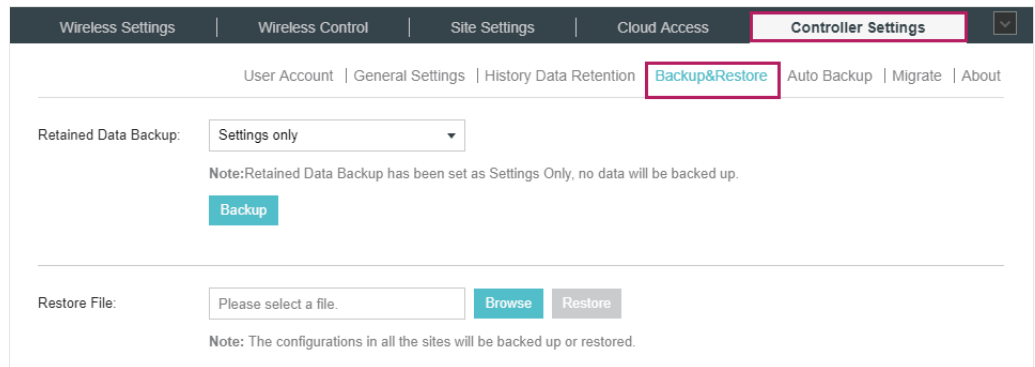 Wireless Settings | Wireless Control | Site Settings | Cloud Access Controller Settings
User Account | General Settings | History Data Retention Backup&Restore Auto Backup | Migrate | About
Retained Data Backup: Settings only
Note:Retained Data Backup has been set as Settings Only, no data will be backed up.
Backup
Restore File: Please select a file. Browse Restore
Note: The configurations in all the sites will be backed up or restored.